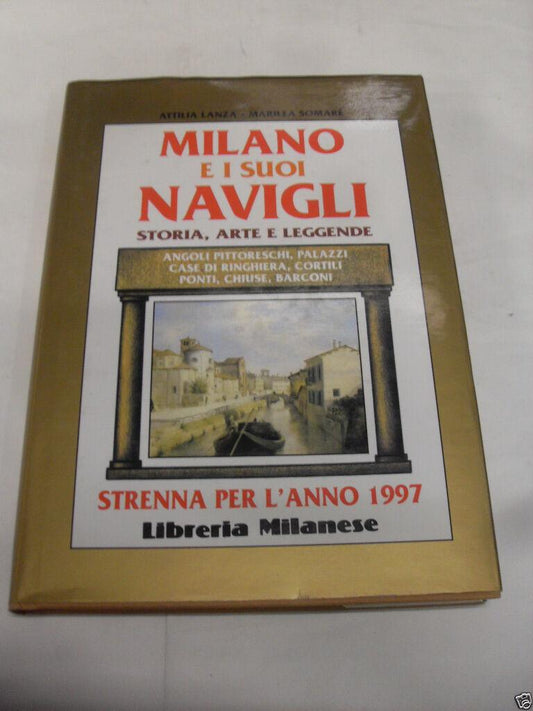 ATTILIA LANZA - MARILEA SOMARÉ
MILANO
E I SUOI
NAVIGLI
STORIA, ARTE E LEGGENDE
ANGOLI PITTORESCHI, PALAZZI
CASE DI RINGHIERA, CORTILI
PONTI, CHIUSE, BARCONI
STRENNA PER L'ANNO 1997
Libreria Milanese